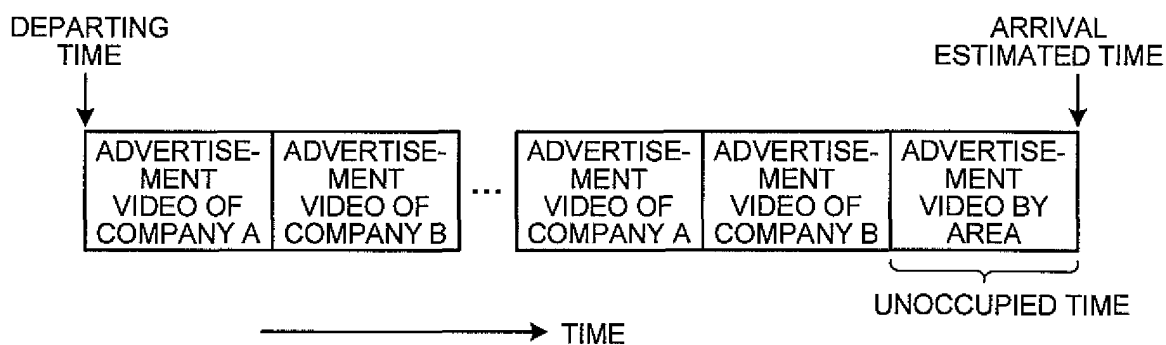 DEPARTING
TIME
ARRIVAL
ESTIMATED TIME
ADVERTISE-
MENT
VIDEO OF
COMPANY A
ADVERTISE-
MENT
VIDEO OF
COMPANY B
...
ADVERTISE-
MENT
VIDEO OF
COMPANY A
ADVERTISE-
MENT
VIDEO OF
COMPANY B
ADVERTISE-
MENT
VIDEO BY
AREA
UNOCCUPIED TIME
TIME